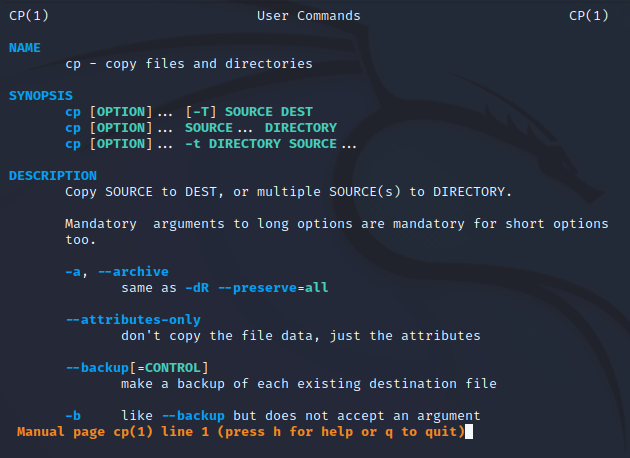 CP(1) User Commands CP(1)
NAME
cp - copy files and directories
SYNOPSIS
cp [OPTION]... [-T] SOURCE DEST
cp [OPTION]... SOURCE... DIRECTORY
cp [OPTION]... -t DIRECTORY SOURCE...
DESCRIPTION
Copy SOURCE to DEST, or multiple SOURCE(s) to DIRECTORY.
Mandatory arguments to long options are mandatory for short options
too.
-a, --archive
same as -dR --preserve=all
--attributes-only
don't copy the file data, just the attributes
--backup[=CONTROL]
make a backup of each existing destination file
-b like --backup but does not accept an argument
Manual page cp(1) line 1 (press h for help or q to quit)